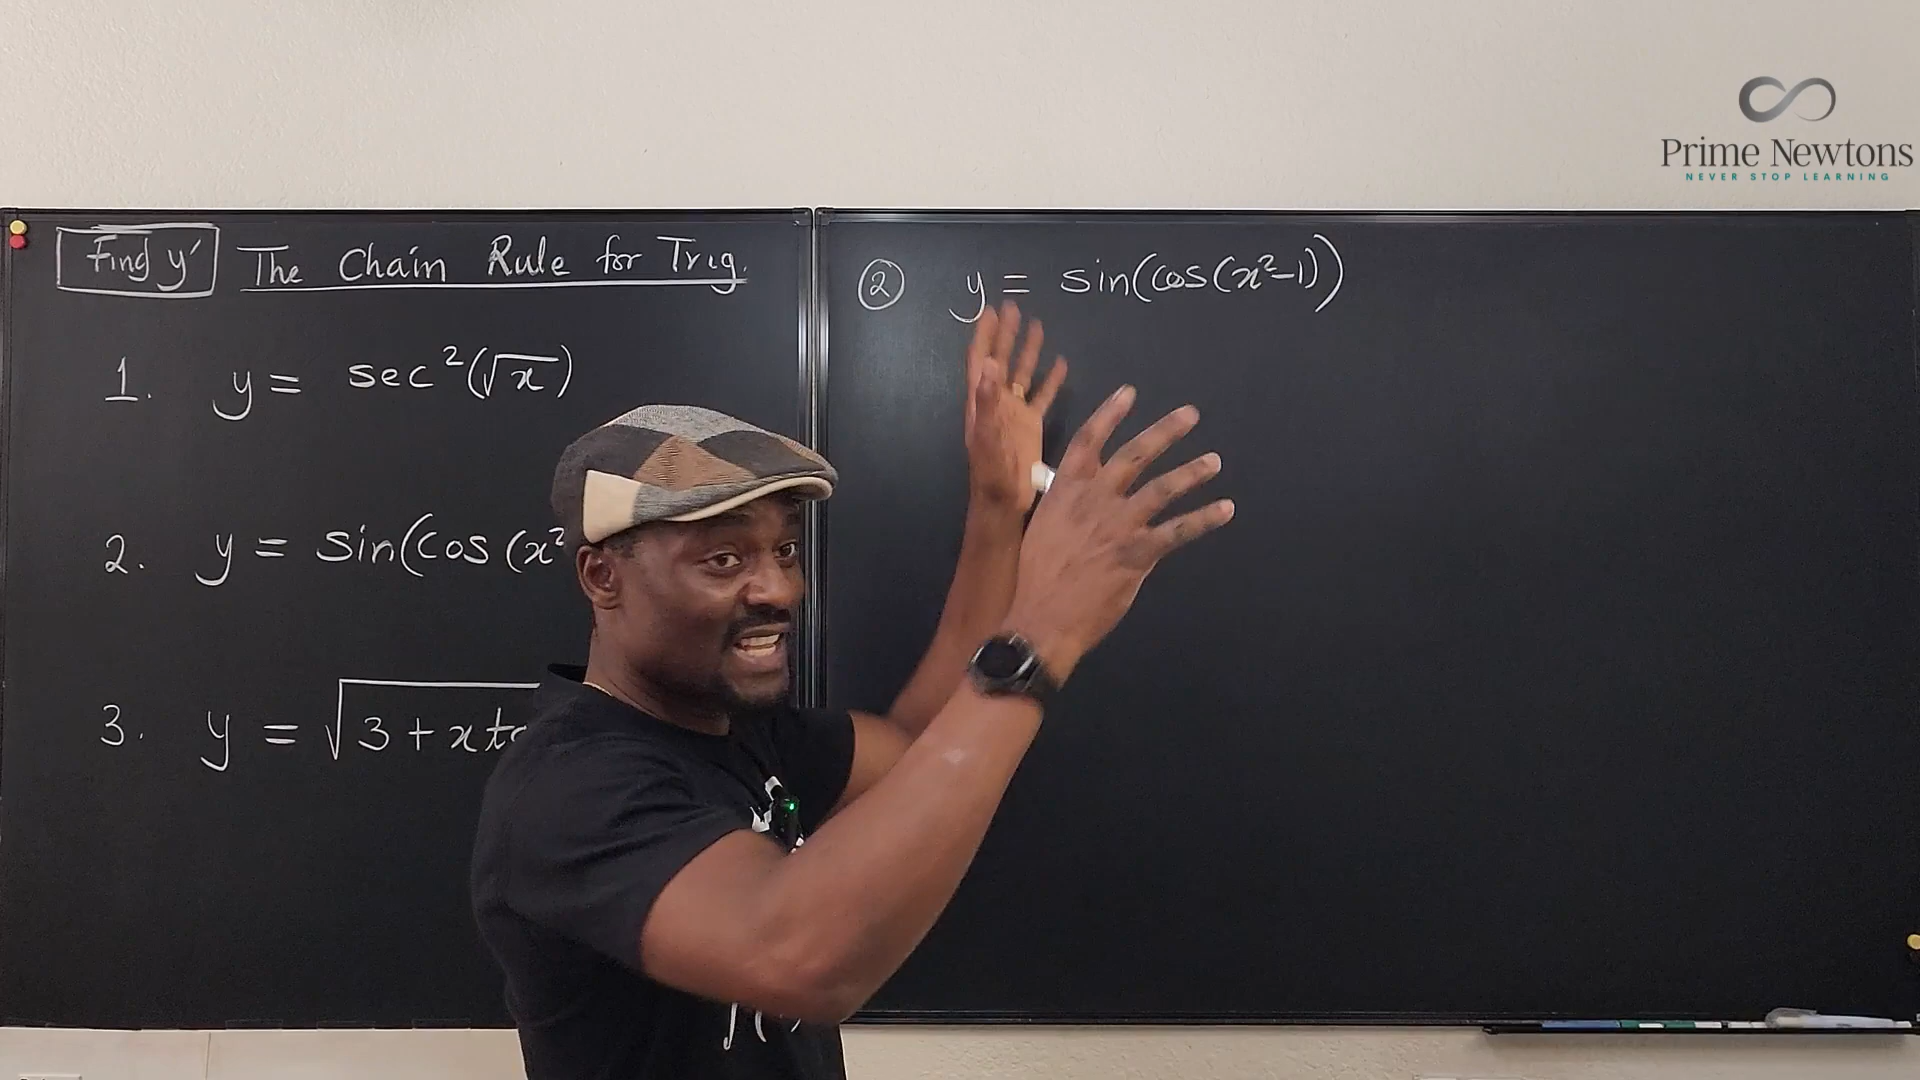 Prime Newtons
NEVER STOP LEARNING
Find y' The Chain Rule for Trig.
1. y = sec²(√x)
2. y = sin(cos(x²
3. y = √3 + x
② y = sin(cos(x²-1))